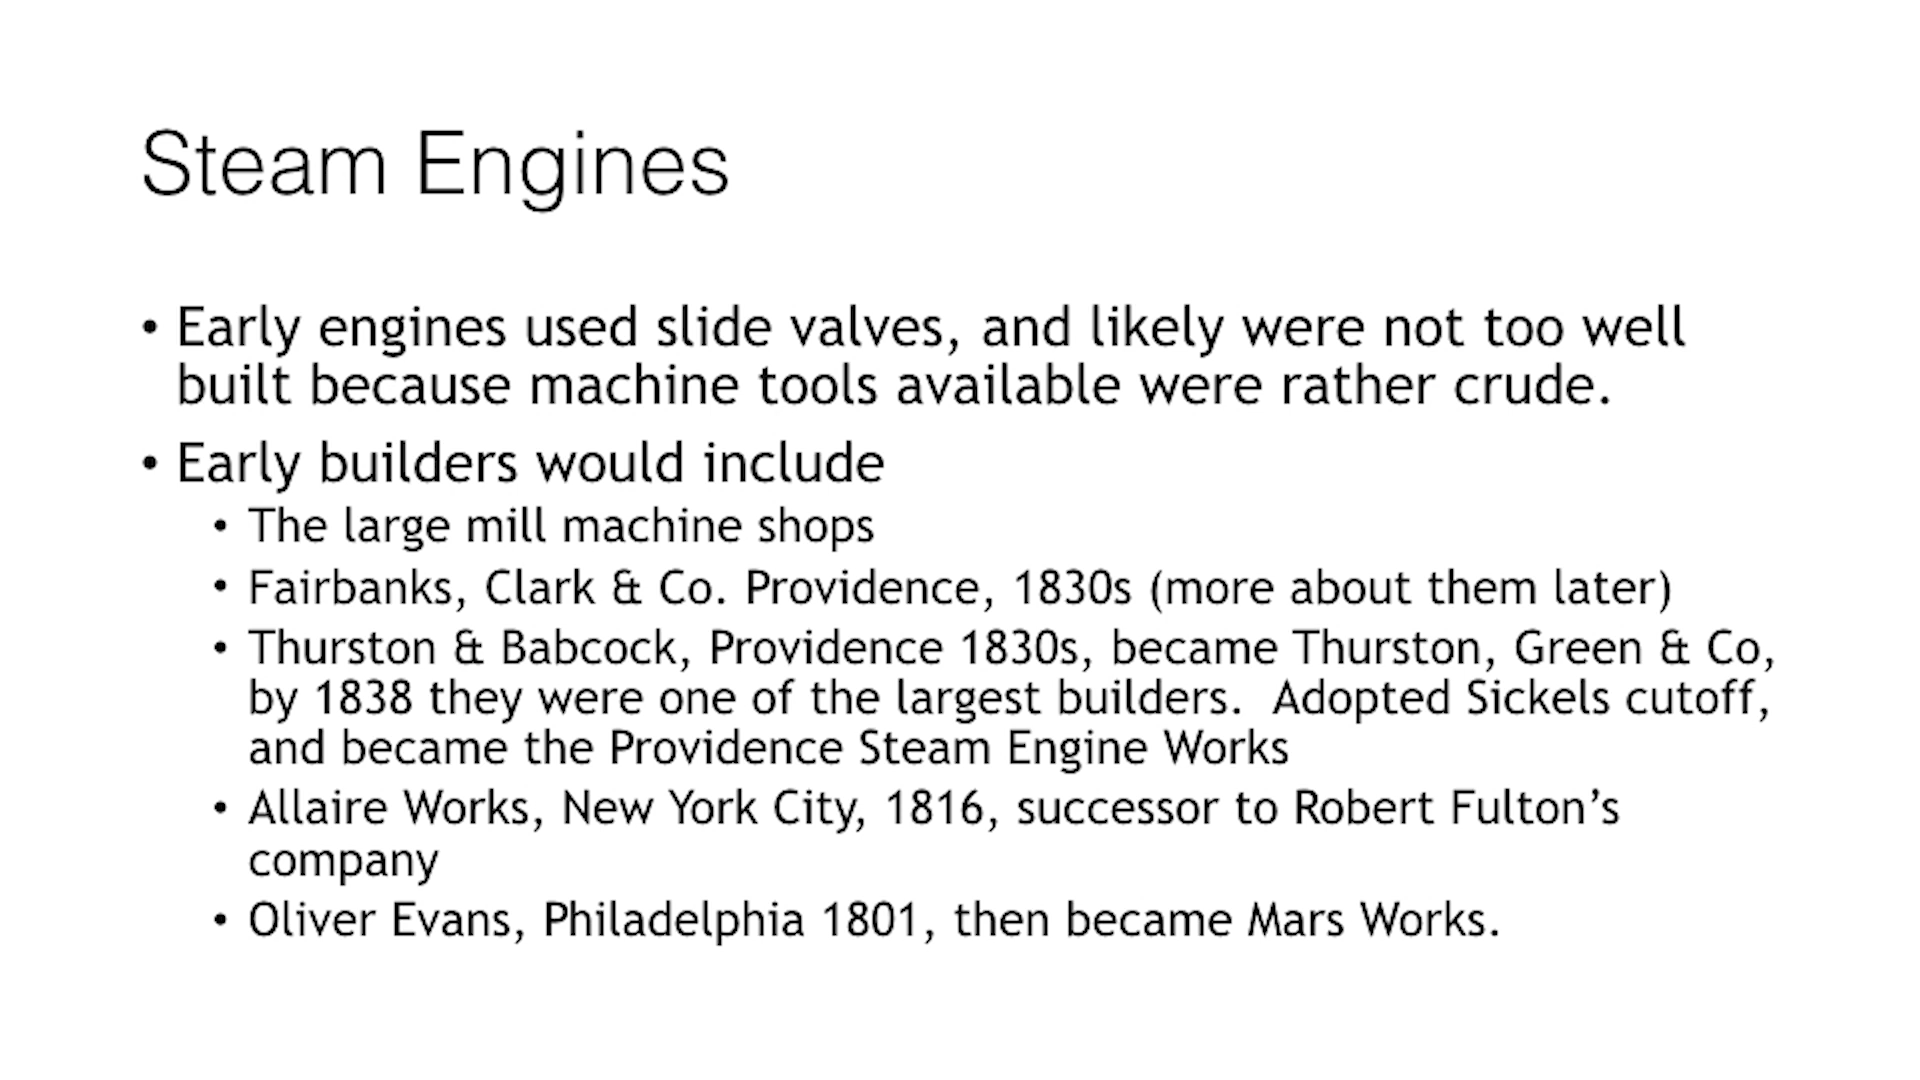 Steam Engines
• Early engines used slide valves, and likely were not too well
built because machine tools available were rather crude.
• Early builders would include
• The large mill machine shops
• Fairbanks, Clark & Co. Providence, 1830s (more about them later)
• Thurston & Babcock, Providence 1830s, became Thurston, Green & Co,
by 1838 they were one of the largest builders.  Adopted Sickels cutoff,
and became the Providence Steam Engine Works
• Allaire Works, New York City, 1816, successor to Robert Fulton’s
company
• Oliver Evans, Philadelphia 1801, then became Mars Works.